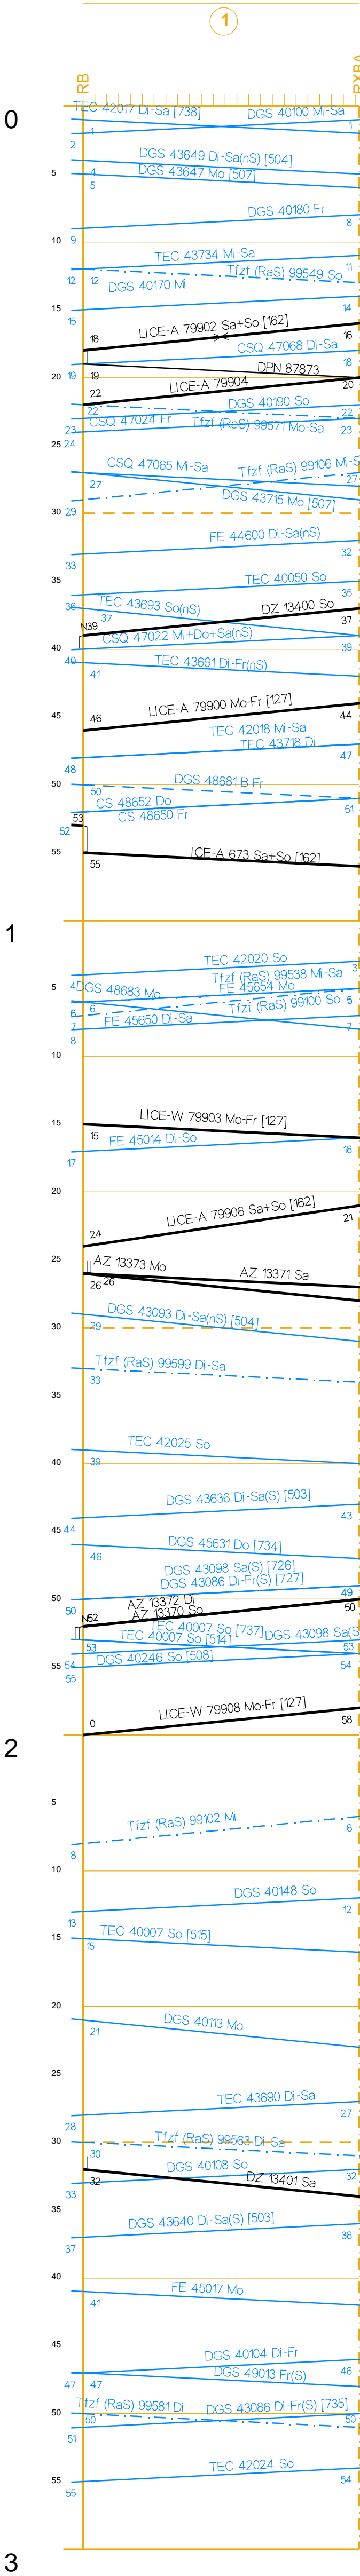 1
RB
RXBA
0
TEC 42017 Di-Sa [738]
DGS 40100 Mi-Sa
1
1
2
DGS 43649 Di-Sa(nS) [504]
5
4
DGS 43647 Mo [507]
5
DGS 40180 Fr
8
10
9
TEC 43734 Mi-Sa
11
Tfzf (RaS) 99549 So
12
12
DGS 40170 Mi
14
15
15
LICE-A 79902 Sa+So [162]
16
18
CSQ 47068 Di-Sa
18
DPN 87873
20
19
19
LICE-A 79904
20
22
DGS 40190 So
22
22
CSQ 47024 Fr
Tfzf (RaS) 99571 Mo-Sa
23
23
25
24
CSQ 47065 Mi-Sa
Tfzf (RaS) 99106 Mi-S
27
27
DGS 43715 Mo [507]
30
29
FE 44600 Di-Sa(nS)
32
33
35
TEC 40050 So
35
36
TEC 43693 So(nS)
DZ 13400 So
37
37
N39
CSQ 47022 Mi+Do+Sa(nS)
39
40
40
TEC 43691 Di-Fr(nS)
41
LICE-A 79900 Mo-Fr [127]
44
45
46
TEC 42018 Mi-Sa
TEC 43718 Di
47
48
50
50
DGS 48681 B Fr
CS 48652 Do
51
53
CS 48650 Fr
52
55
ICE-A 673 Sa+So [162]
55
1
TEC 42020 So
3
Tfzf (RaS) 99538 Mi-Sa
5
4
DGS 48683 Mo
FE 45654 Mo
5
Tfzf (RaS) 99100 So
6
6
7
FE 45650 Di-Sa
7
8
10
LICE-W 79903 Mo-Fr [127]
15
15
FE 45014 Di-So
16
17
20
LICE-A 79906 Sa+So [162]
21
24
25
AZ 13373 Mo
AZ 13371 Sa
26
26
DGS 43093 Di-Sa(nS) [504]
30
29
Tfzf (RaS) 99599 Di-Sa
33
35
TEC 42025 So
40
39
DGS 43636 Di-Sa(S) [503]
43
45
44
DGS 45631 Do [734]
46
DGS 43098 Sa(S) [726]
DGS 43086 Di-Fr(S) [727]
49
50
50
AZ 13372 Di
50
AZ 13370 So
N52
TEC 40007 So [737]
TEC 40007 So [514]
DGS 43098 Sa(S
53
53
55
54
DGS 40246 So [508]
54
55
LICE-W 79908 Mo-Fr [127]
58
0
2
5
Tfzf (RaS) 99102 Mi
6
8
10
DGS 40148 So
12
13
15
TEC 40007 So [515]
15
20
DGS 40113 Mo
21
25
TEC 43690 Di-Sa
27
28
30
Tfzf (RaS) 99563 Di-Sa
30
DGS 40108 So
32
32
DZ 13401 Sa
33
35
DGS 43640 Di-Sa(S) [503]
36
37
40
FE 45017 Mo
41
45
DGS 40104 Di-Fr
46
DGS 49013 Fr(S)
47
47
Tfzf (RaS) 99581 Di
DGS 43086 Di-Fr(S) [735]
50
50
50
51
TEC 42024 So
54
55
55
3